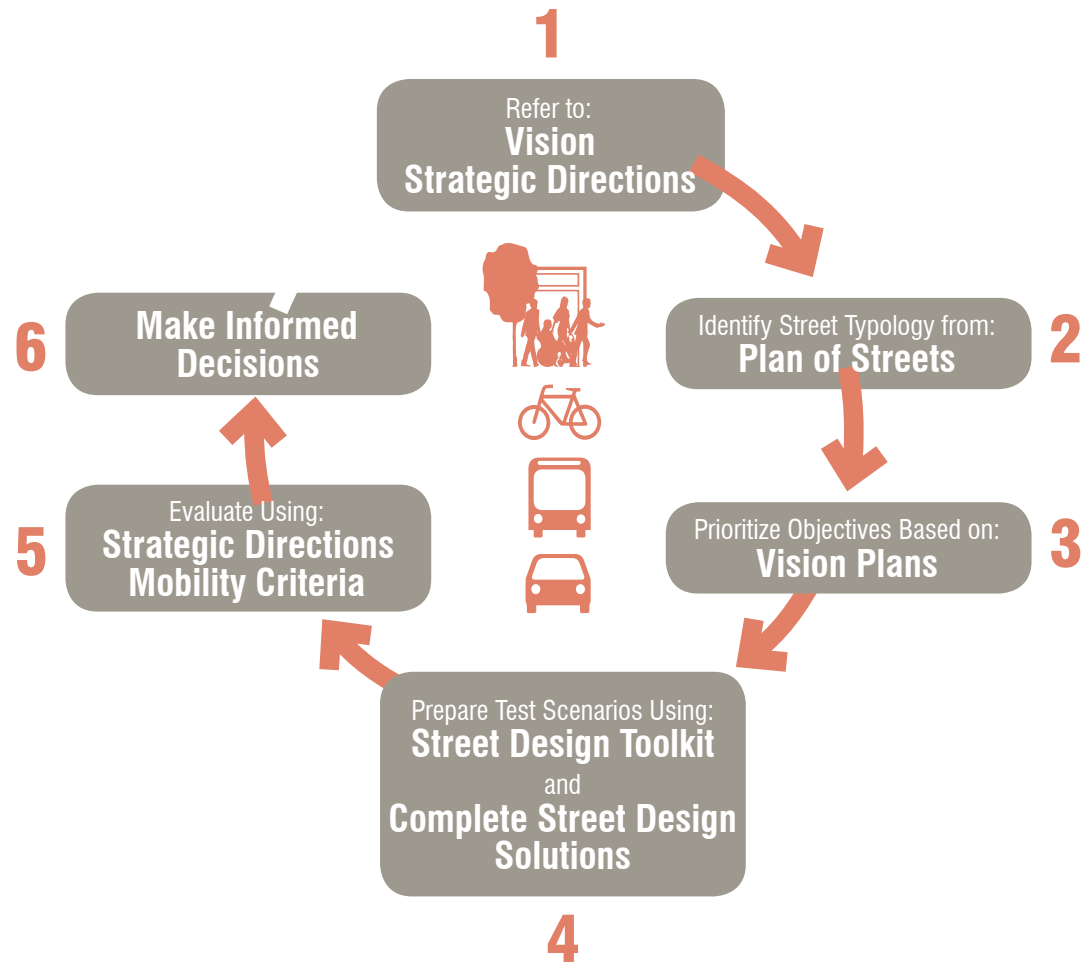 1
Refer to:
Vision
Strategic Directions
2
Identify Street Typology from:
Plan of Streets
3
Prioritize Objectives Based on:
Vision Plans
4
Prepare Test Scenarios Using:
Street Design Toolkit
and
Complete Street Design
Solutions
5
Evaluate Using:
Strategic Directions
Mobility Criteria
6
Make Informed
Decisions